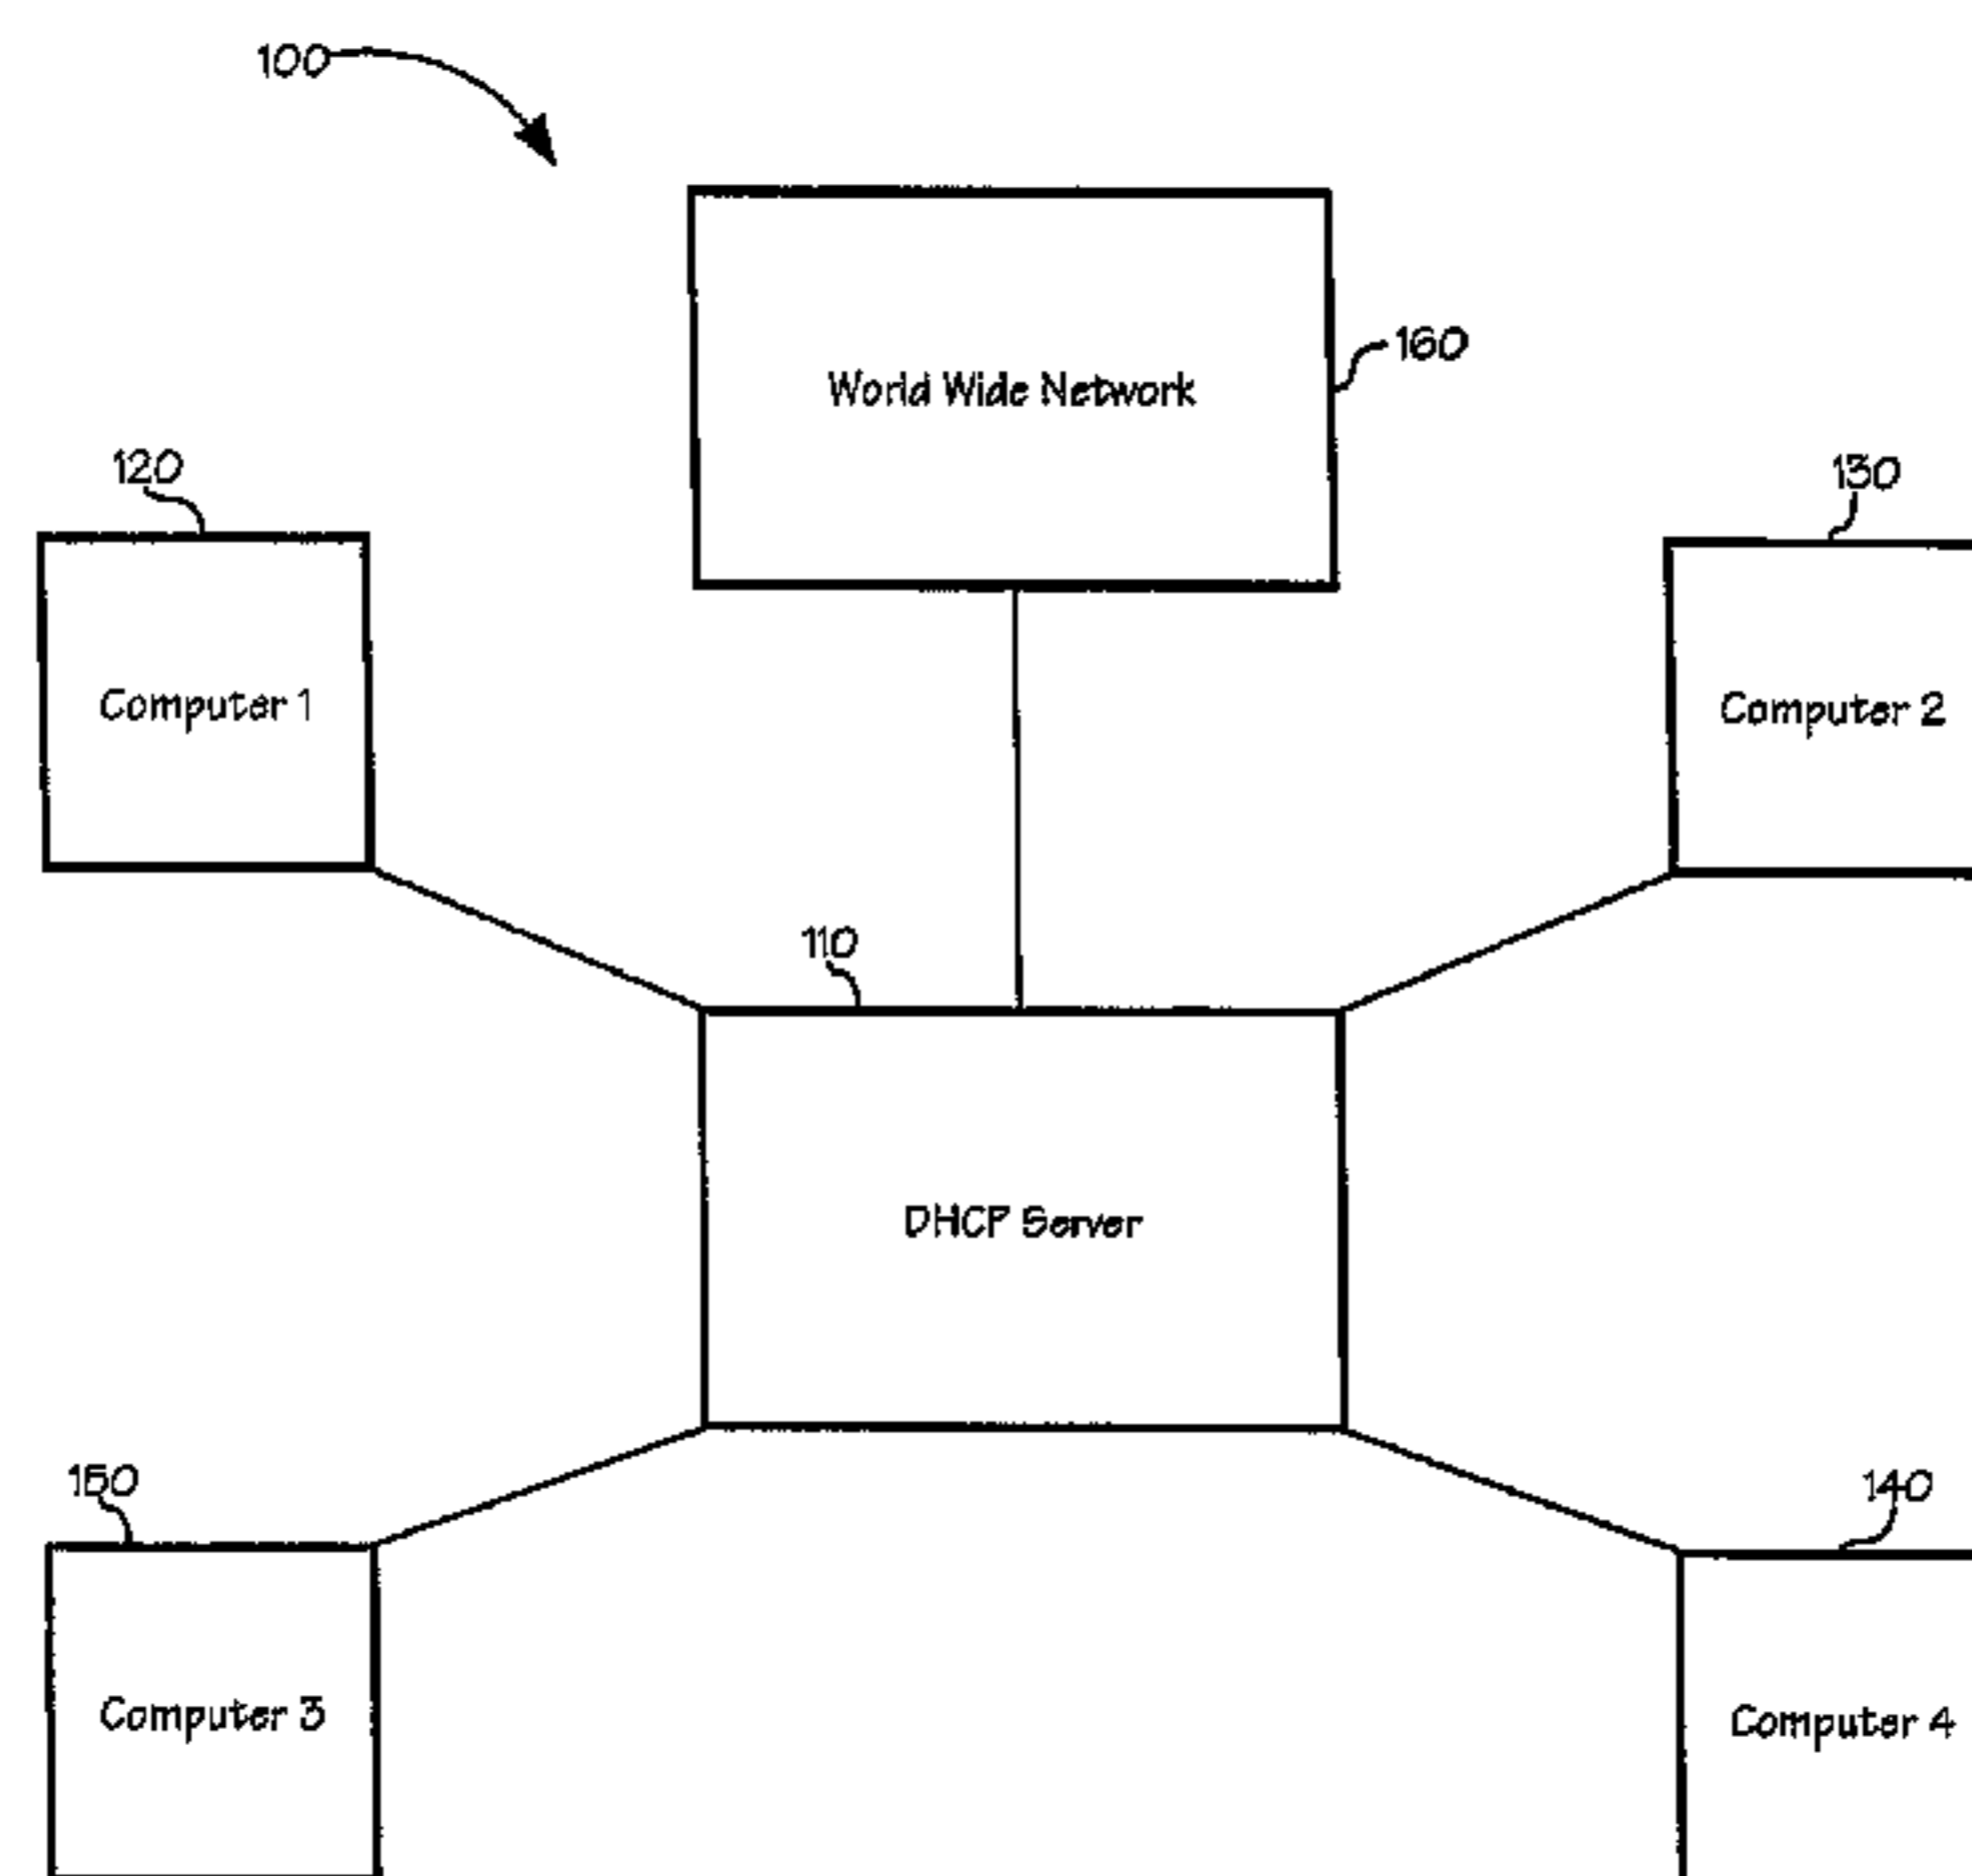 100
World Wide Network
160
120
130
Computer 1
Computer 2
110
DHCP Server
150
140
Computer 3
Computer 4